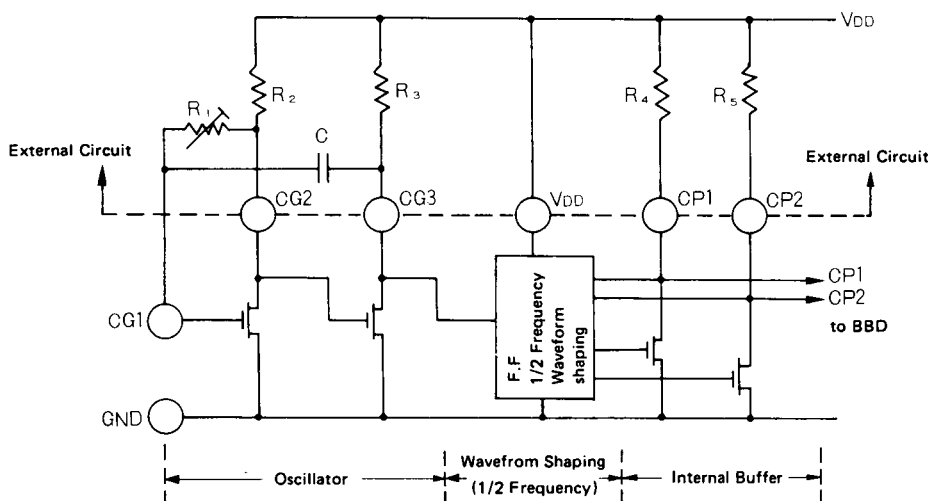 VDD
R1
R2
R3
R4
R5
C
External Circuit
External Circuit
CG2
CG3
VDD
CP1
CP2
CP1
CP2
to BBD
CG1
F.F
1/2 Frequency
Waveform
shaping
GND
Oscillator
Wavefrom Shaping
(1/2 Frequency)
Internal Buffer